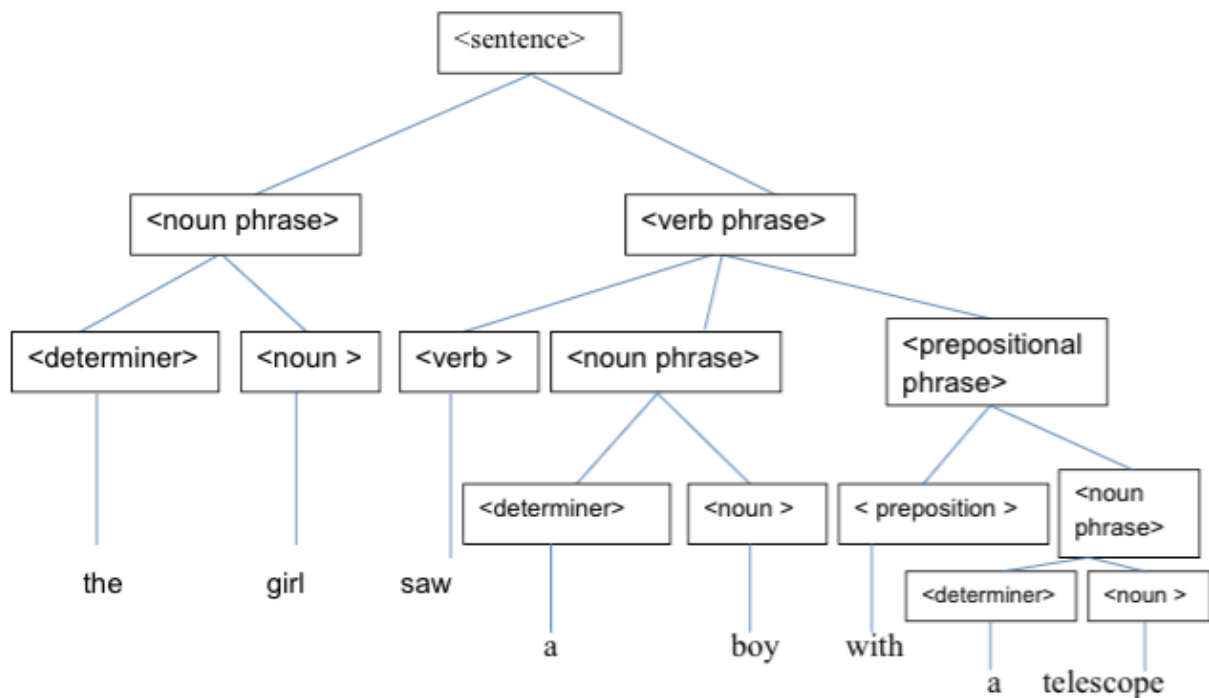 <sentence>
<noun phrase>
<verb phrase>
<determiner>
<noun >
<verb >
<noun phrase>
<prepositional
phrase>
<determiner>
<noun >
< preposition >
<noun
phrase>
<determiner>
<noun >
the
girl
saw
a
boy
with
a
telescope